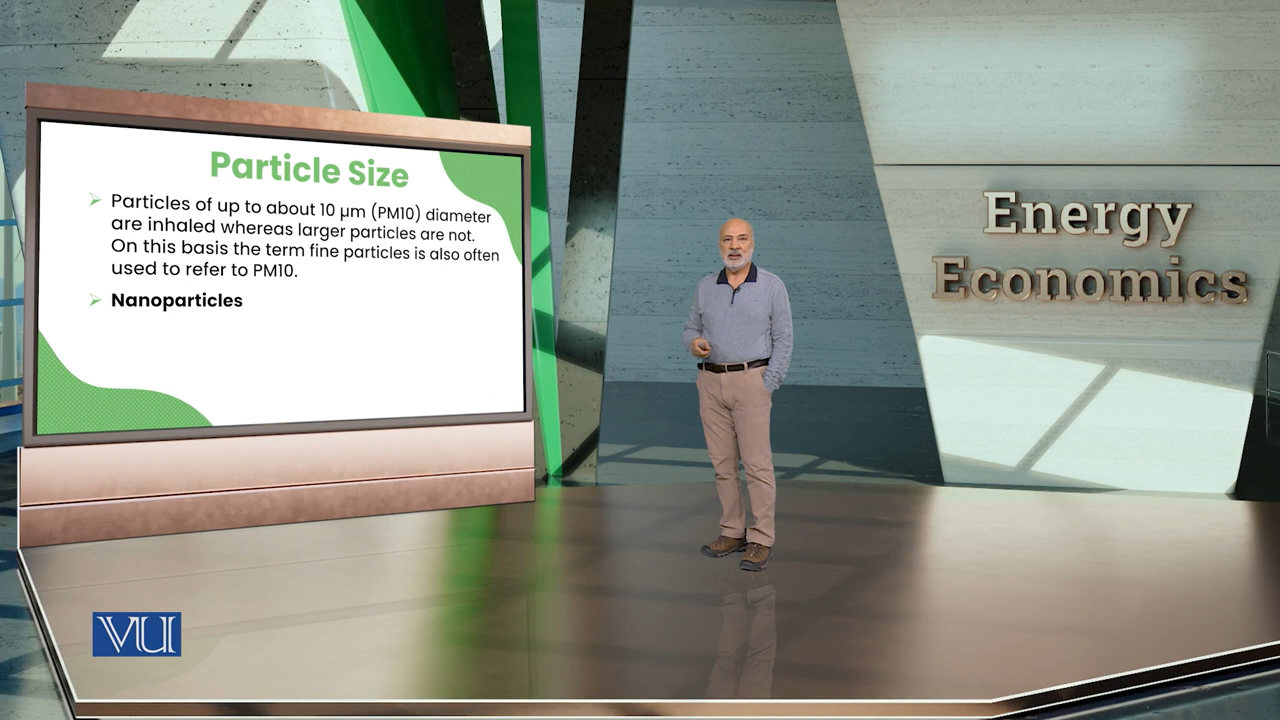 Particle Size
Particles of up to about 10 µm (PM10) diameter
are inhaled whereas larger particles are not.
On this basis the term fine particles is also often
used to refer to PM10.
Nanoparticles
Energy
Economics
VU